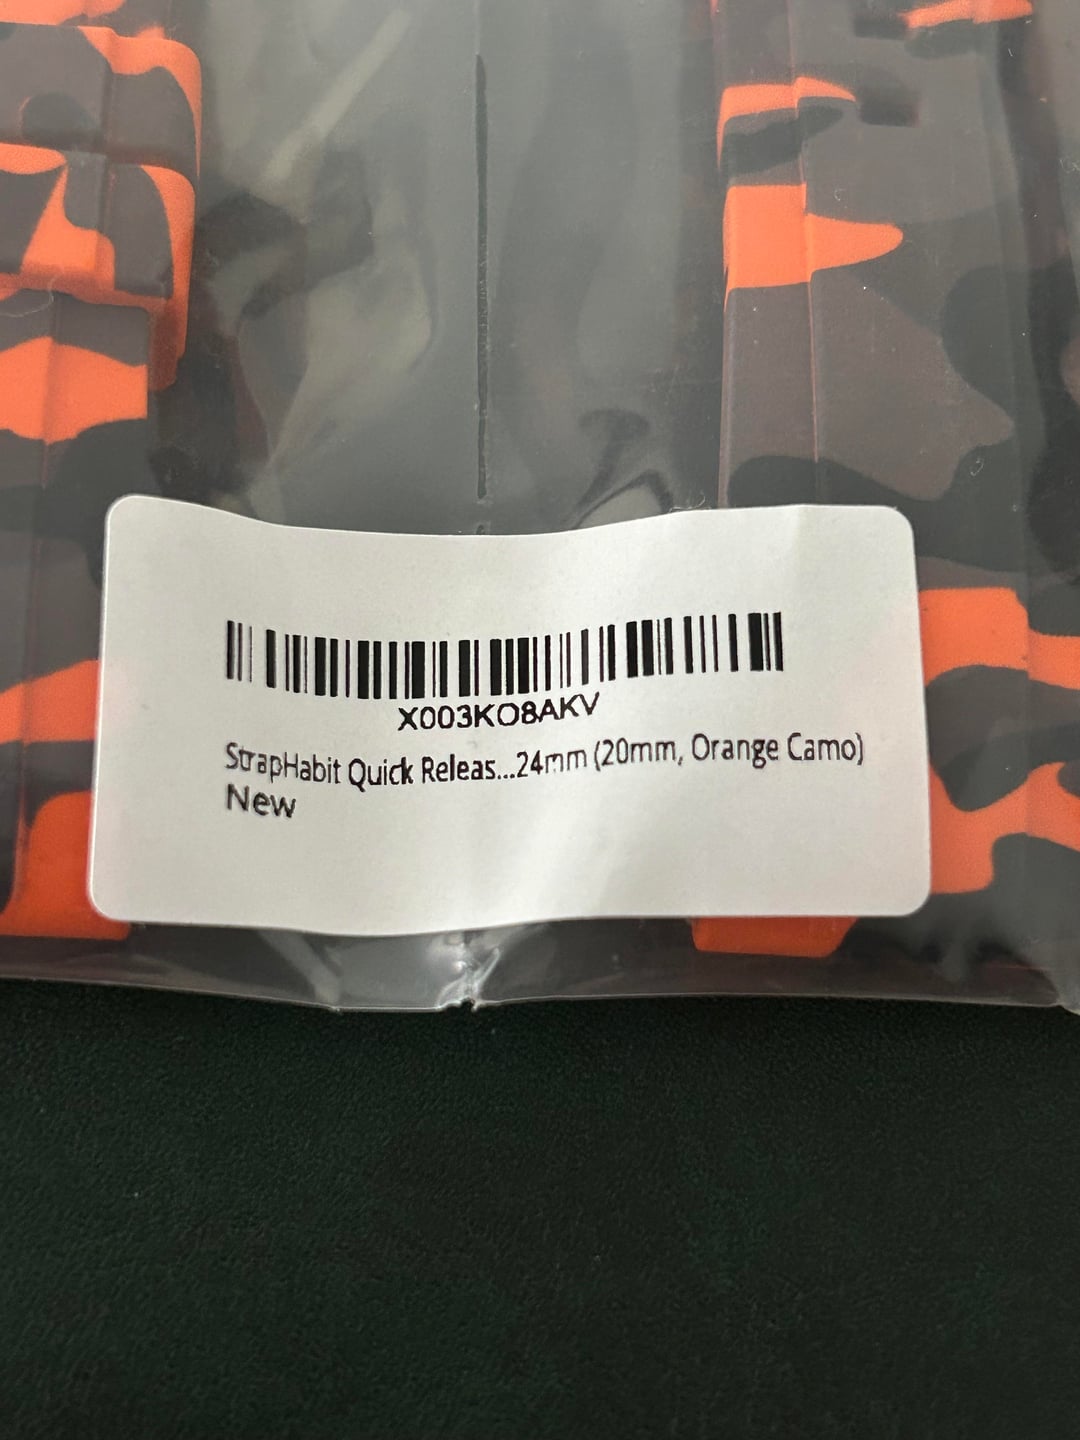 X003KO8AKV
StrapHabit Quick Releas...24mm (20mm, Orange Camo)
New